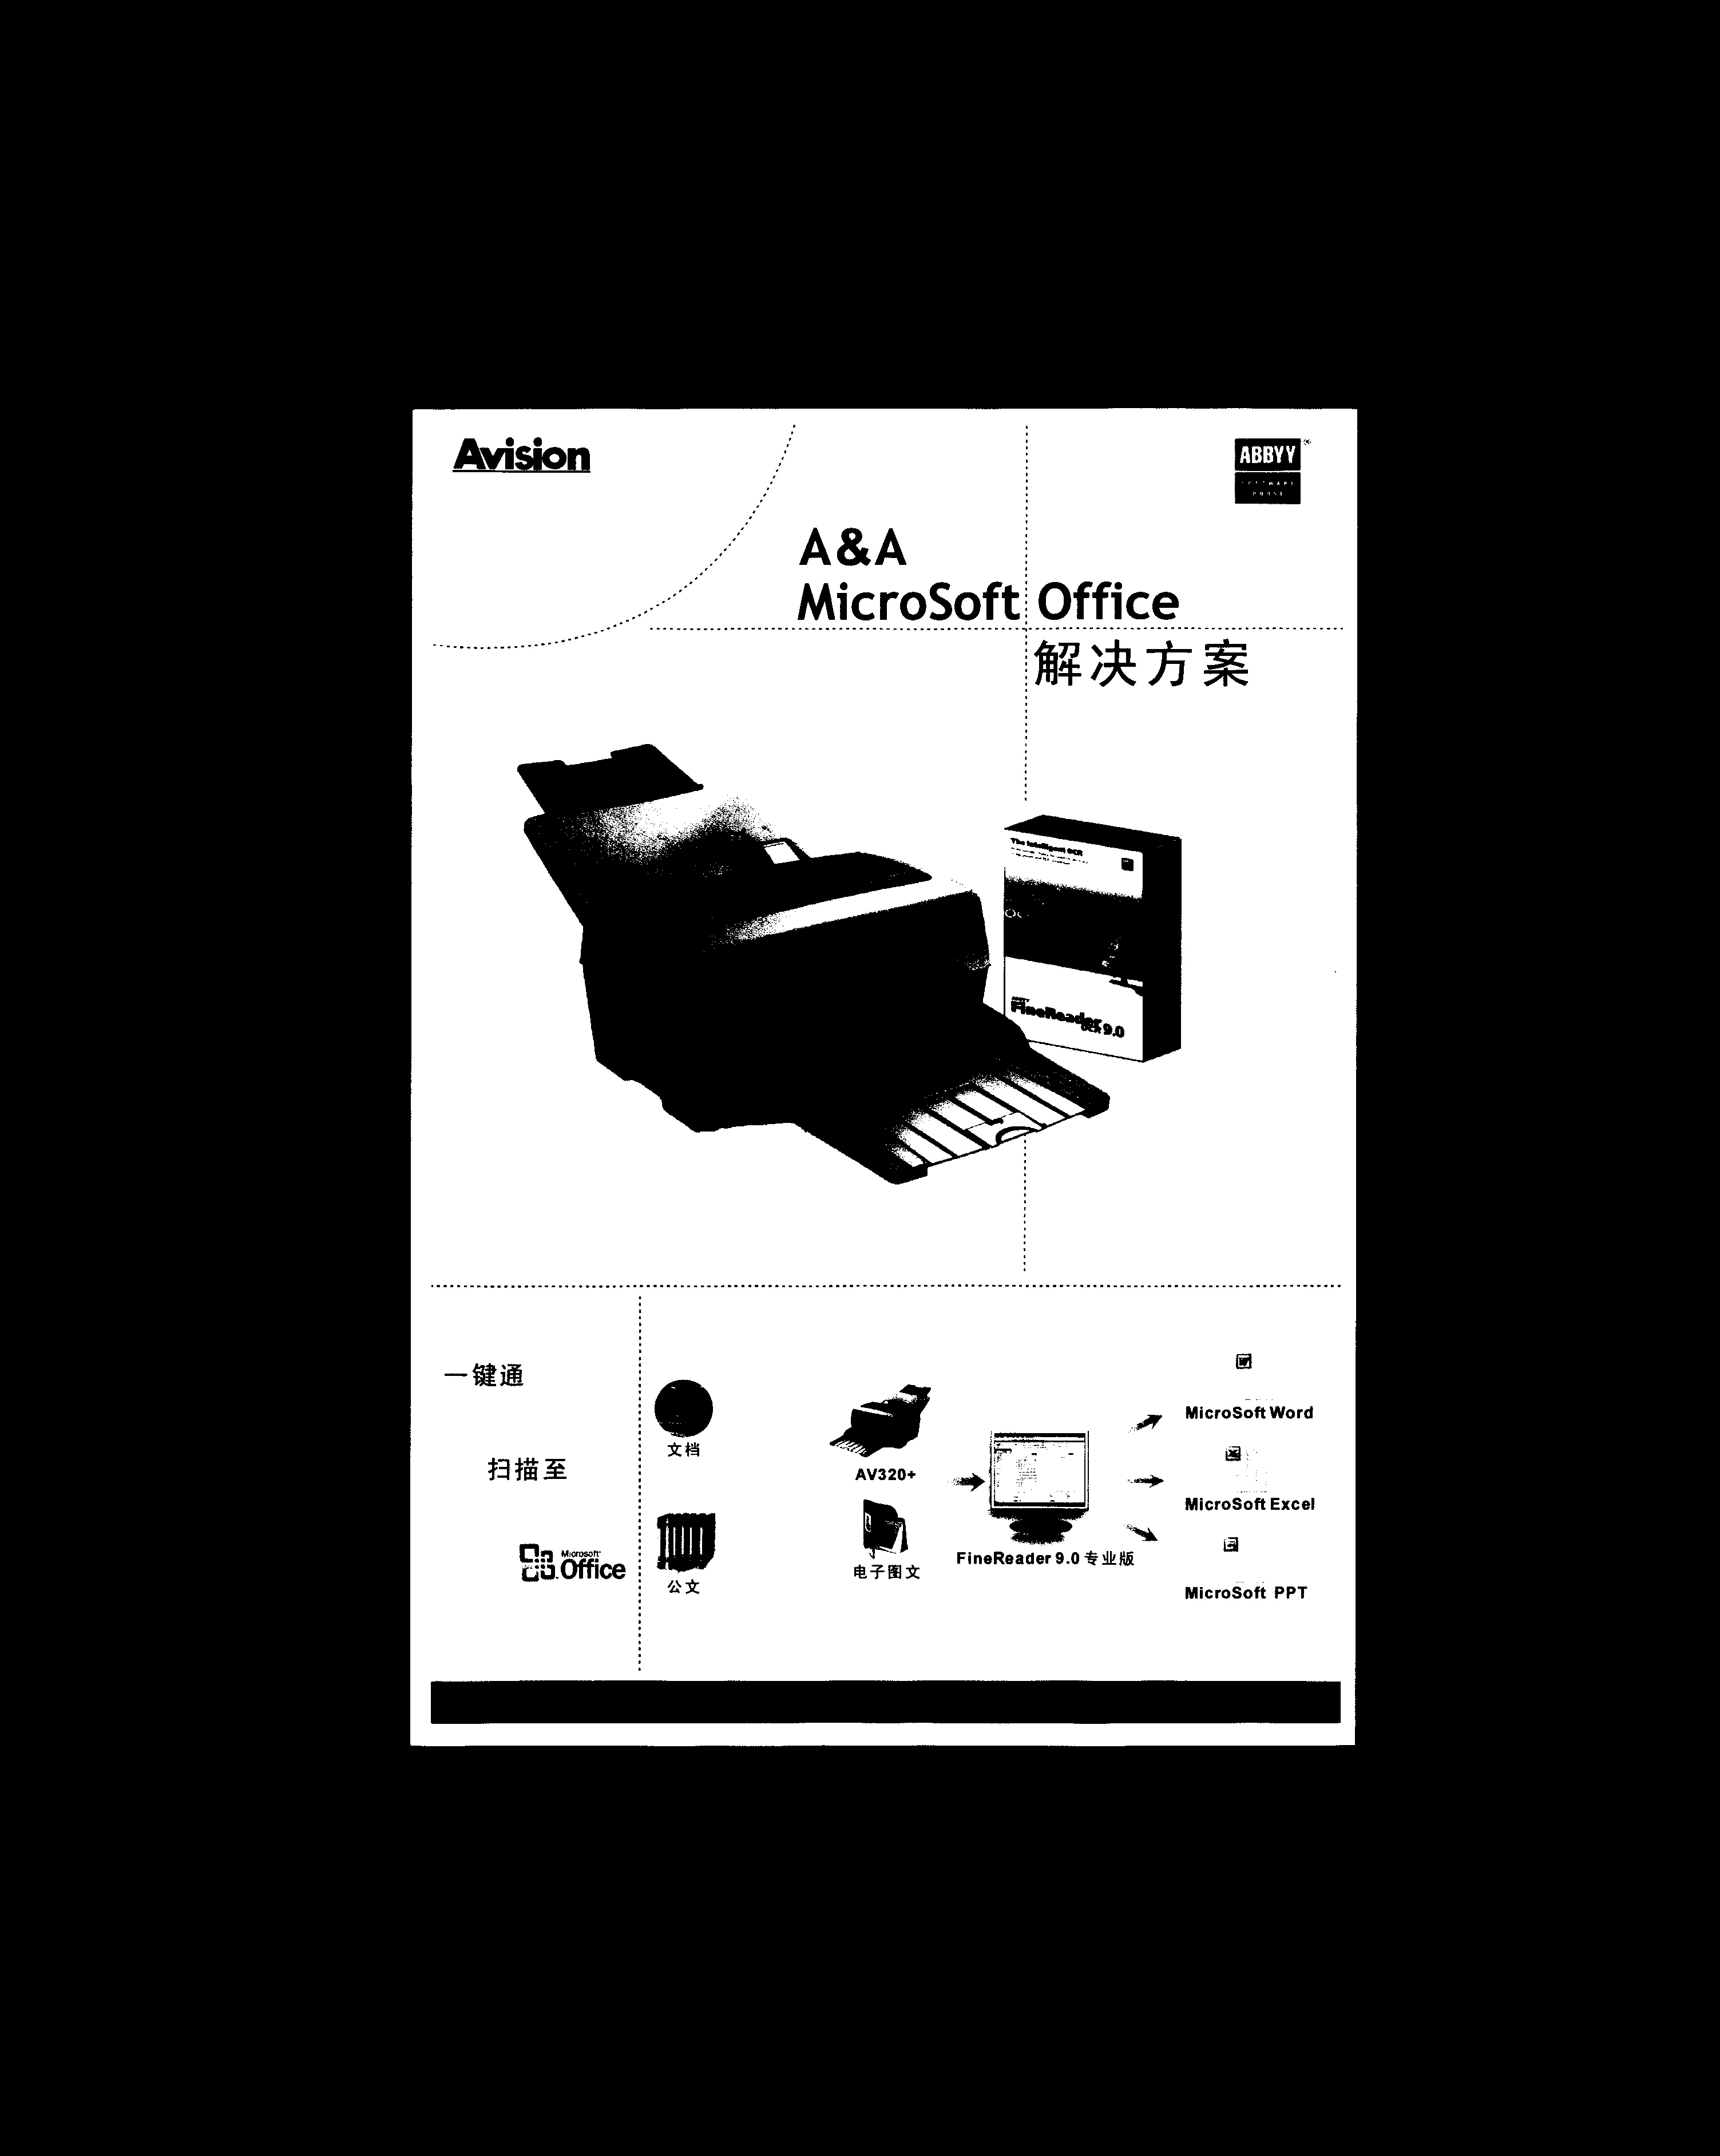 Avision
ABBYY
SOFTWARE
HOUSE
A&A
MicroSoft Office
解决方案
The Intelligent OCR
FineReader
OCR 9.0
一键通
扫描至
Microsoft
Office
文档
公文
AV320+
电子图文
FineReader 9.0 专业版
MicroSoft Word
MicroSoft Excel
MicroSoft PPT